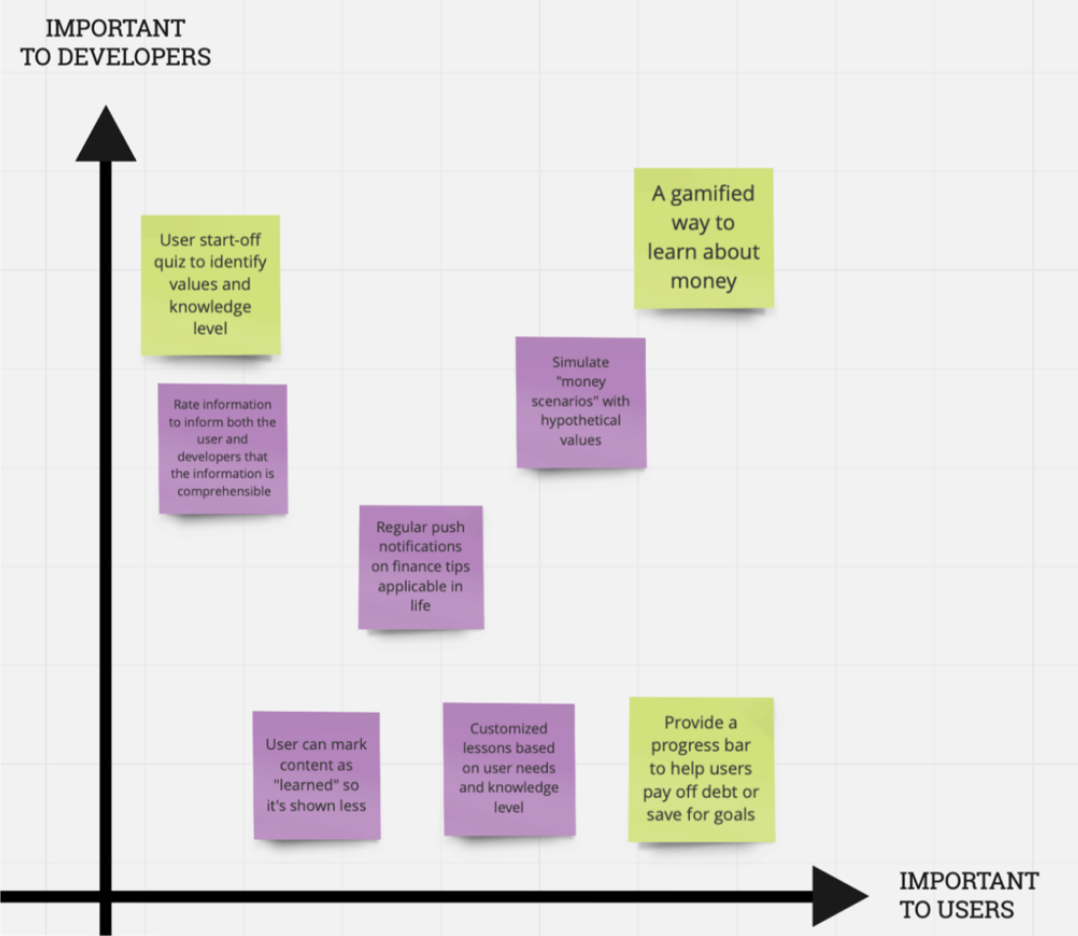 IMPORTANT
TO DEVELOPERS
A gamified
way to
learn about
money
User start-off
quiz to identify
values and
knowledge
level
Simulate
"money
scenarios" with
hypothetical
values
Rate information
to inform both the
user and
developers that
the information is
comprehensible
Regular push
notifications
on finance tips
applicable in
life
User can mark
content as
"learned" so
it's shown less
Customized
lessons based
on user needs
and knowledge
level
Provide a
progress bar
to help users
pay off debt or
save for goals
IMPORTANT
TO USERS